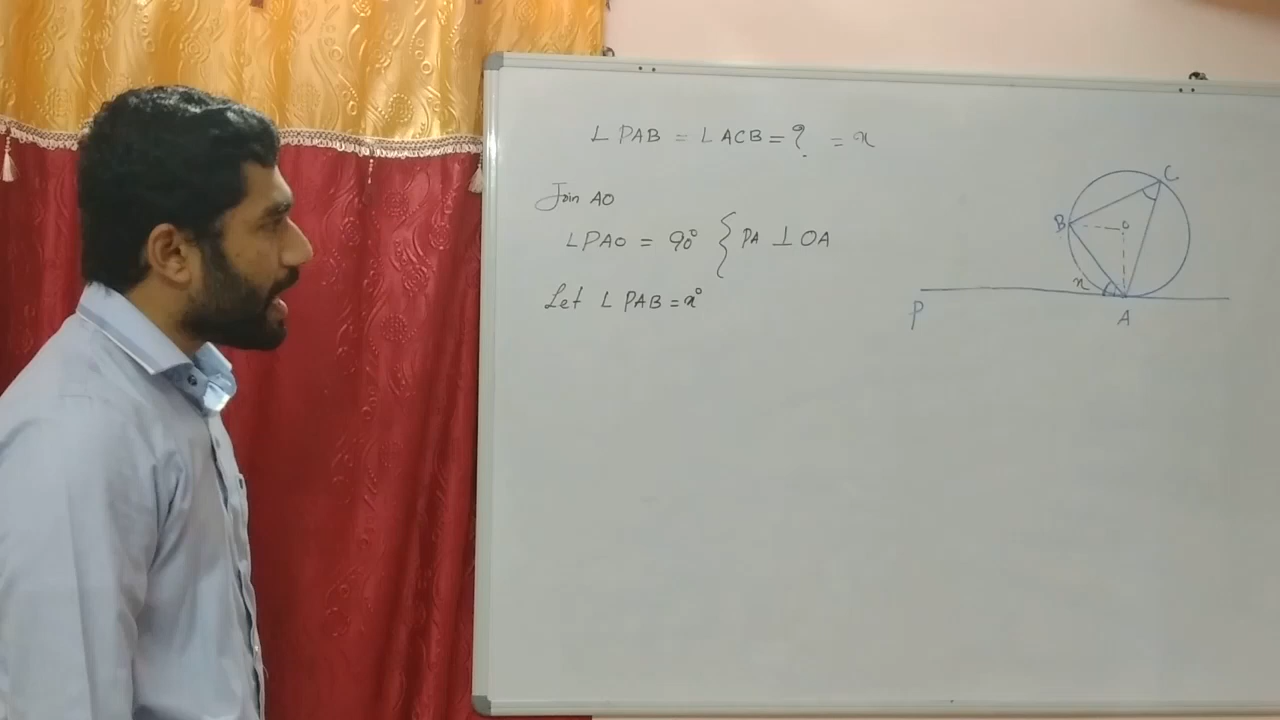 ∠ PAB = ∠ ACB = ? = x
Join AO
∠PAO = 90° { PA ⊥ OA
Let ∠ PAB = x°
C
B
o
x
P
A